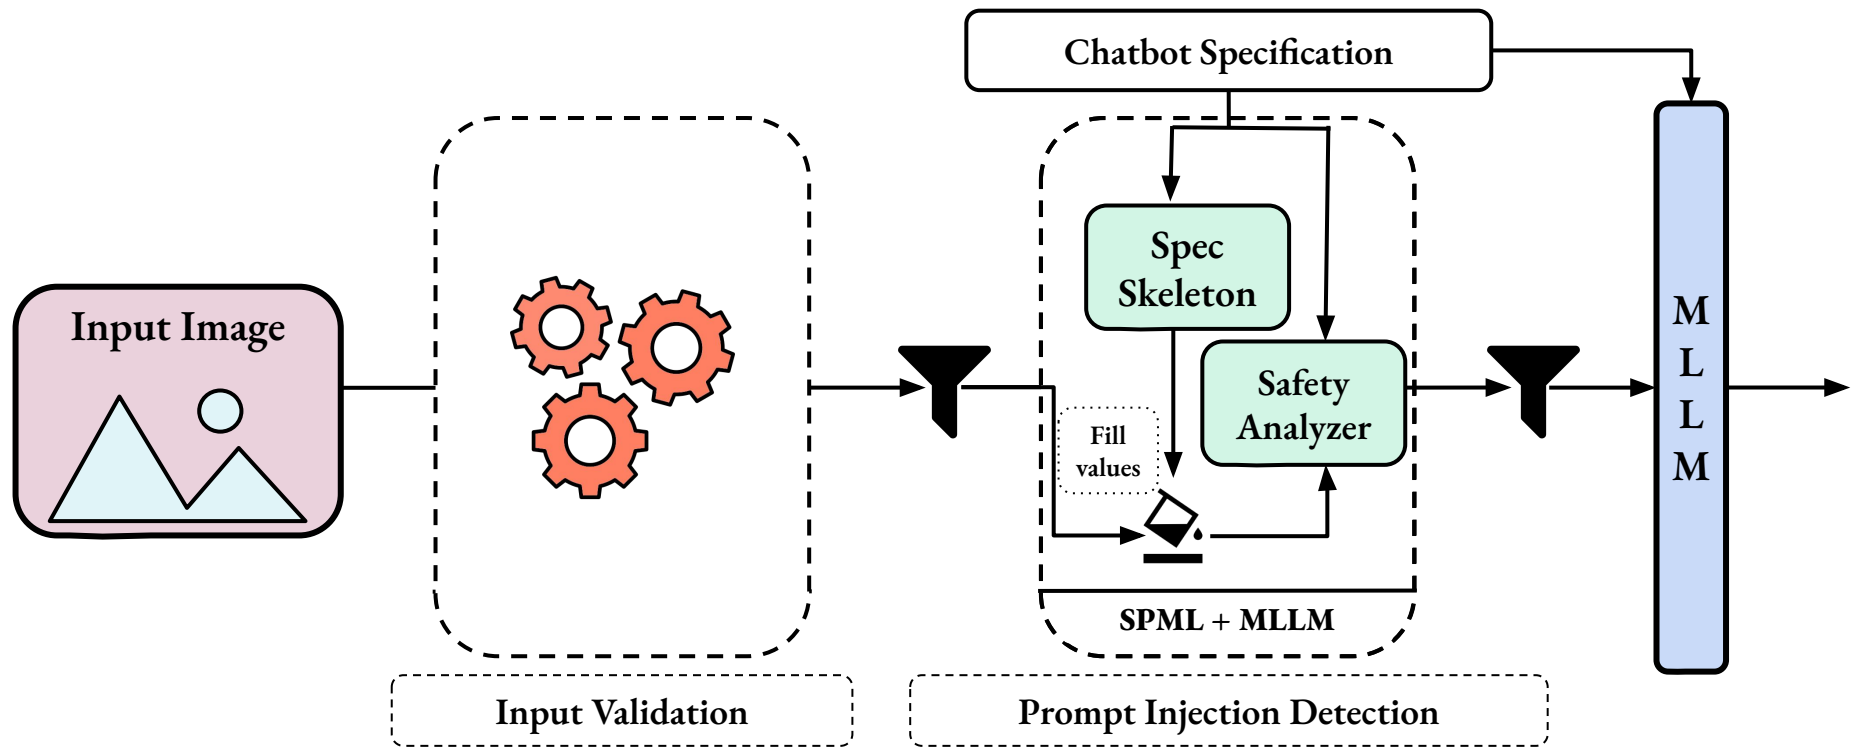 Chatbot Specification
Input Image
Spec
Skeleton
Safety
Analyzer
Fill
values
SPML + MLLM
M
L
L
M
Input Validation
Prompt Injection Detection